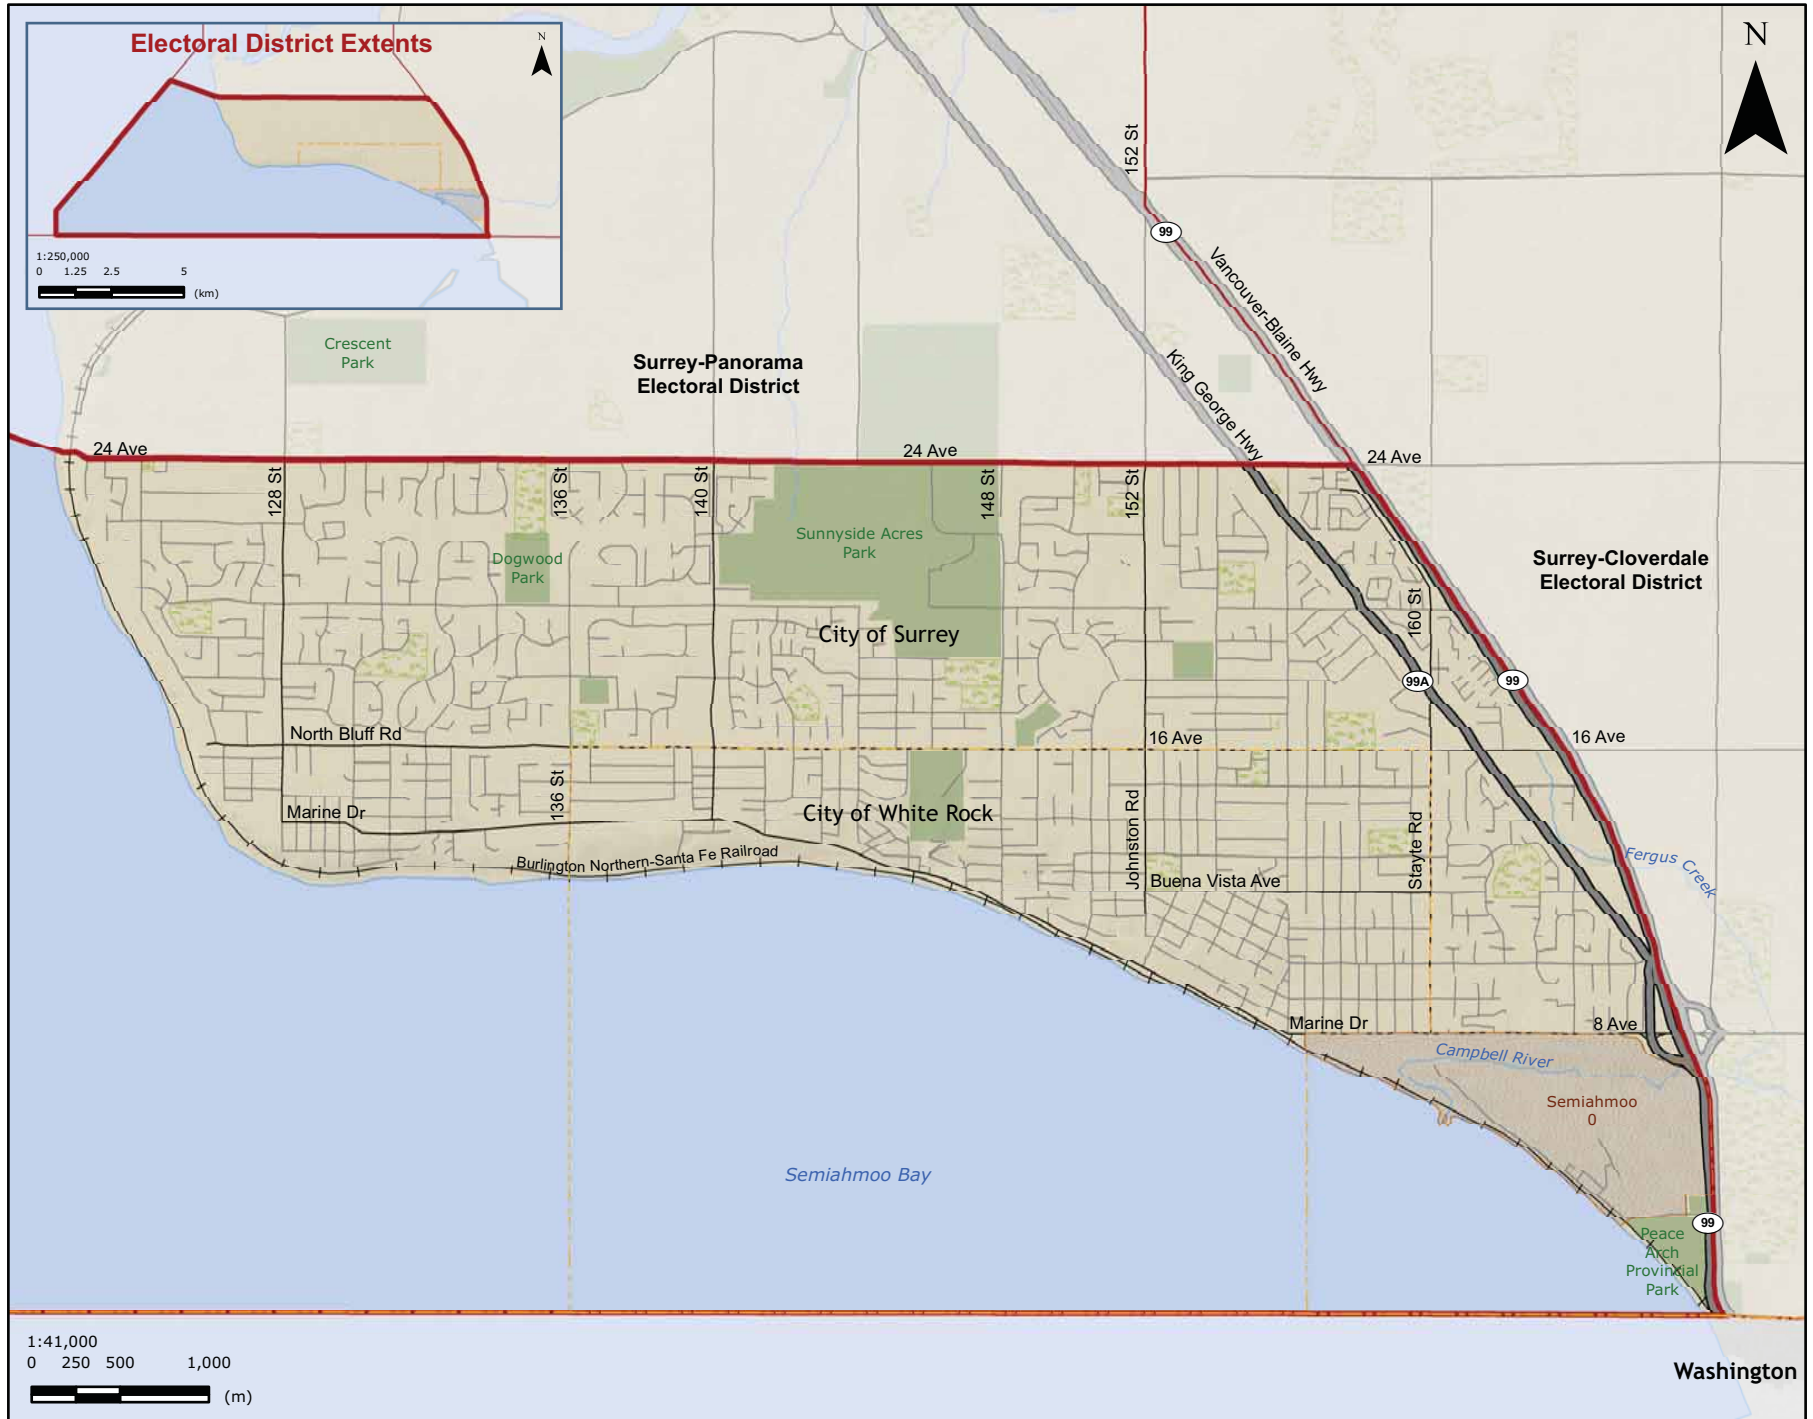 Electoral District Extents
N
1:250,000
0 1.25 2.5 5
(km)
N
152 St
99
Vancouver-Blaine Hwy
King George Hwy
Crescent
Park
Surrey-Panorama
Electoral District
24 Ave
24 Ave
24 Ave
128 St
136 St
140 St
148 St
152 St
Dogwood
Park
Sunnyside Acres
Park
Surrey-Cloverdale
Electoral District
160 St
City of Surrey
99A
99
North Bluff Rd
16 Ave
16 Ave
136 St
Marine Dr
City of White Rock
Johnston Rd
Stayte Rd
Burlington Northern-Santa Fe Railroad
Buena Vista Ave
Fergus Creek
Marine Dr
8 Ave
Campbell River
Semiahmoo
0
Semiahmoo Bay
99
Peace
Arch
Provincial
Park
1:41,000
0 250 500 1,000
(m)
Washington